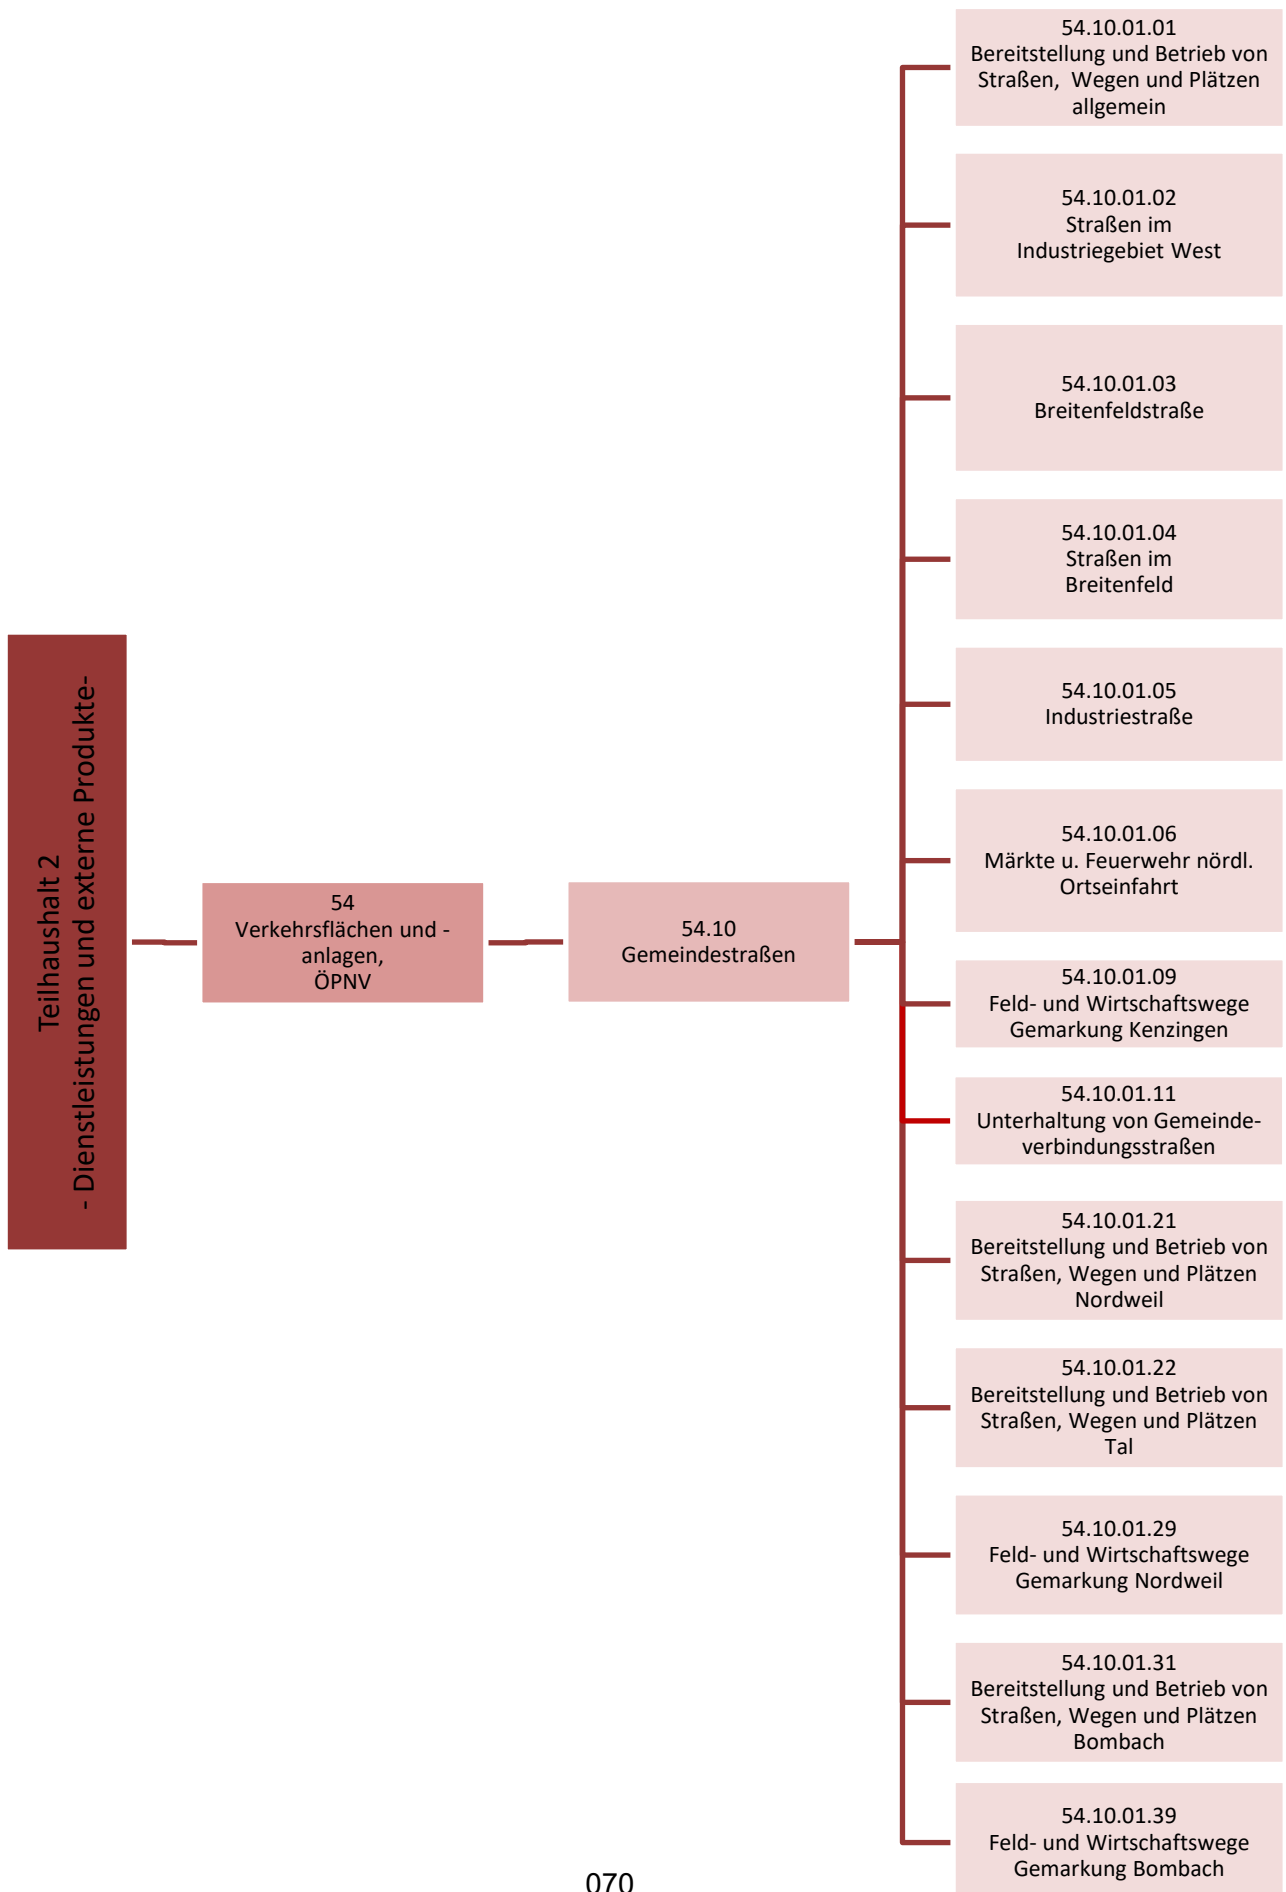 Teilhaushalt 2
- Dienstleistungen und externe Produkte-
54
Verkehrsflächen und -
anlagen,
ÖPNV
54.10
Gemeindestraßen
54.10.01.01
Bereitstellung und Betrieb von
Straßen,  Wegen und Plätzen
allgemein
54.10.01.02
Straßen im
Industriegebiet West
54.10.01.03
Breitenfeldstraße
54.10.01.04
Straßen im
Breitenfeld
54.10.01.05
Industriestraße
54.10.01.06
Märkte u. Feuerwehr nördl.
Ortseinfahrt
54.10.01.09
Feld- und Wirtschaftswege
Gemarkung Kenzingen
54.10.01.11
Unterhaltung von Gemeinde-
verbindungsstraßen
54.10.01.21
Bereitstellung und Betrieb von
Straßen, Wegen und Plätzen
Nordweil
54.10.01.22
Bereitstellung und Betrieb von
Straßen, Wegen und Plätzen
Tal
54.10.01.29
Feld- und Wirtschaftswege
Gemarkung Nordweil
54.10.01.31
Bereitstellung und Betrieb von
Straßen, Wegen und Plätzen
Bombach
54.10.01.39
Feld- und Wirtschaftswege
Gemarkung Bombach
070